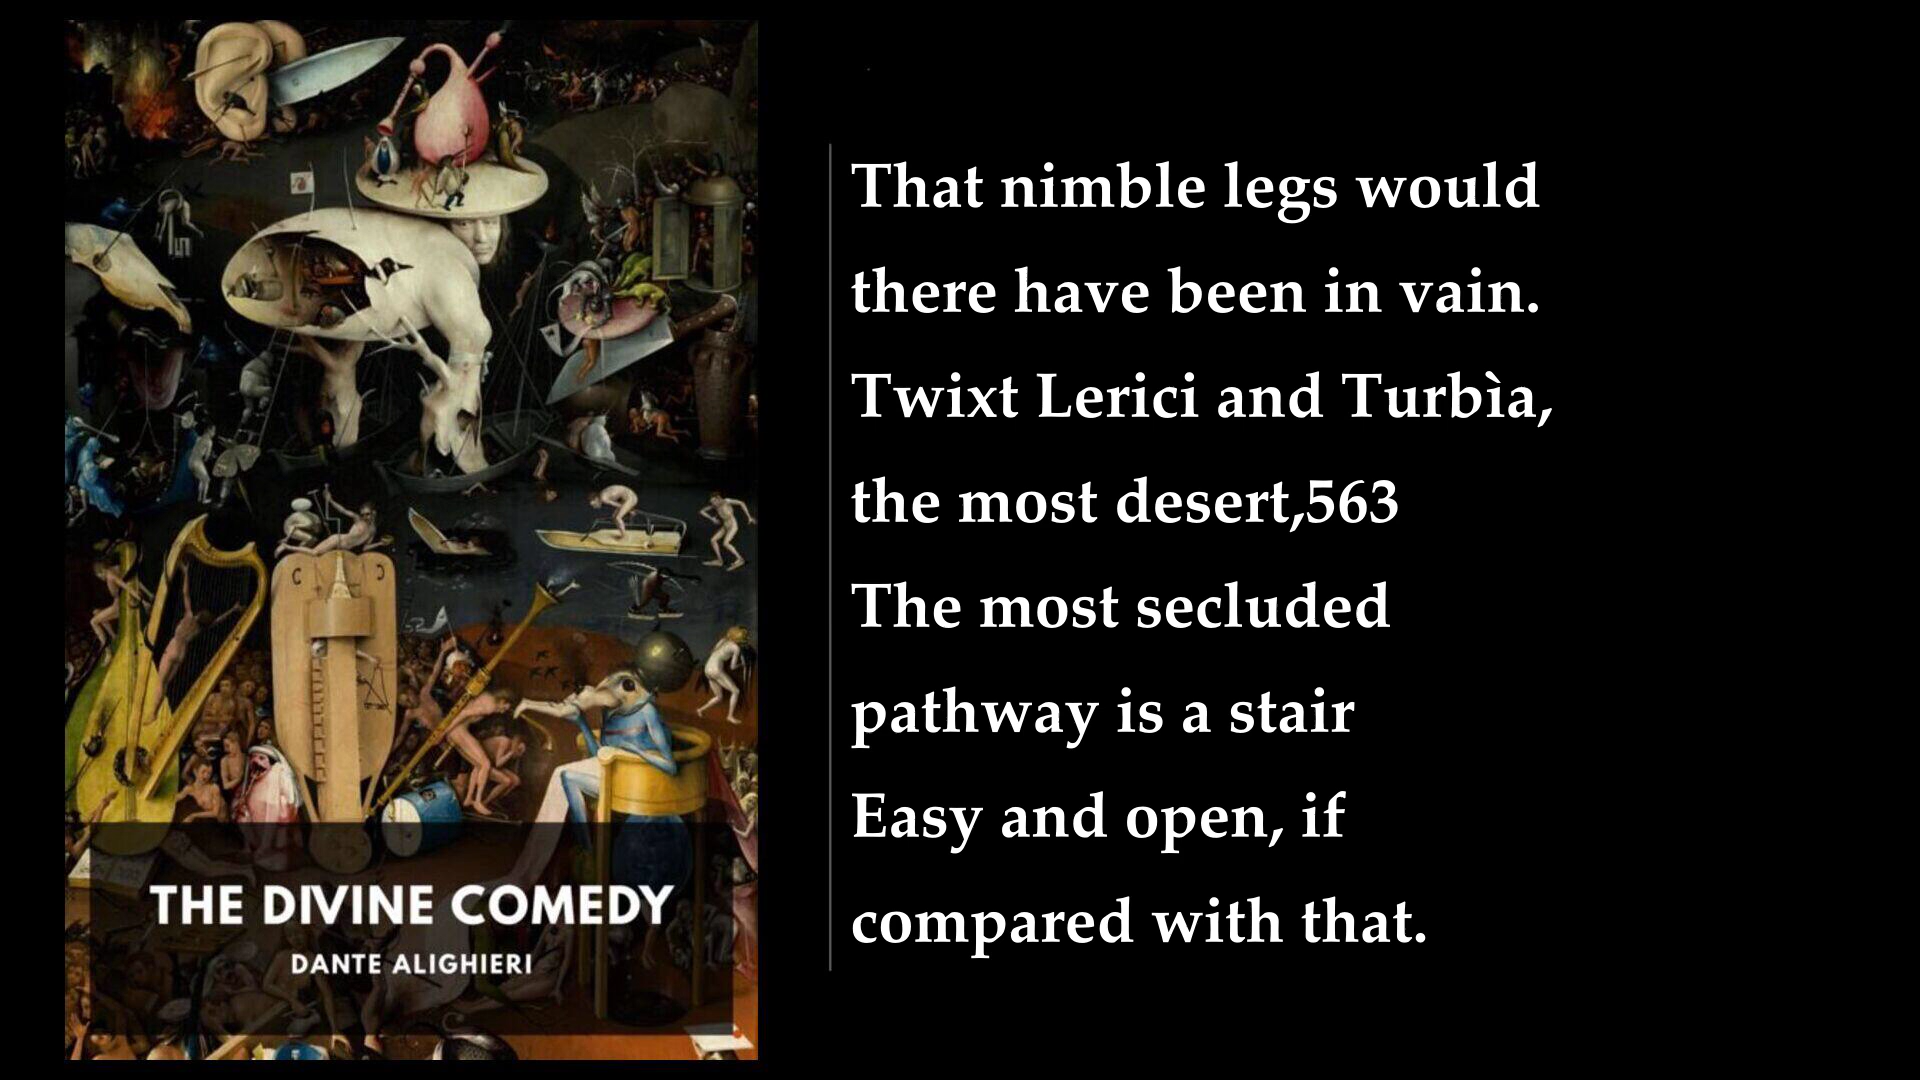 THE DIVINE COMEDY
DANTE ALIGHIERI
That nimble legs would
there have been in vain.
Twixt Lerici and Turbìa,
the most desert,563
The most secluded
pathway is a stair
Easy and open, if
compared with that.